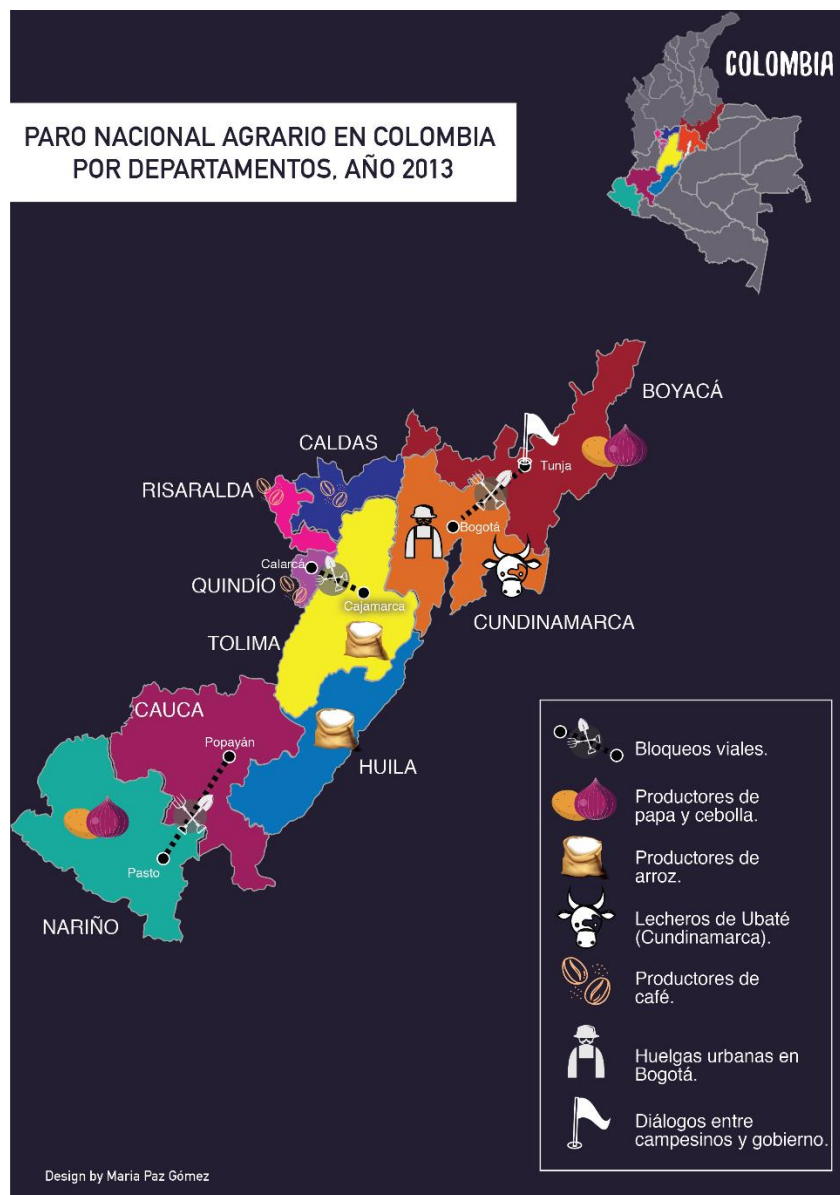 COLOMBIA
PARO NACIONAL AGRARIO EN COLOMBIA
POR DEPARTAMENTOS, AÑO 2013
BOYACÁ
CALDAS
Tunja
RISARALDA
Bogotá
Calarcá
QUINDÍO
Cajamarca
CUNDINAMARCA
TOLIMA
CAUCA
Popayán
HUILA
Pasto
NARIÑO
Bloqueos viales.
Productores de
papa y cebolla.
Productores de
arroz.
Lecheros de Ubaté
(Cundinamarca).
Productores de
café.
Huelgas urbanas en
Bogotá.
Diálogos entre
campesinos y gobierno.
Design by Maria Paz Gómez